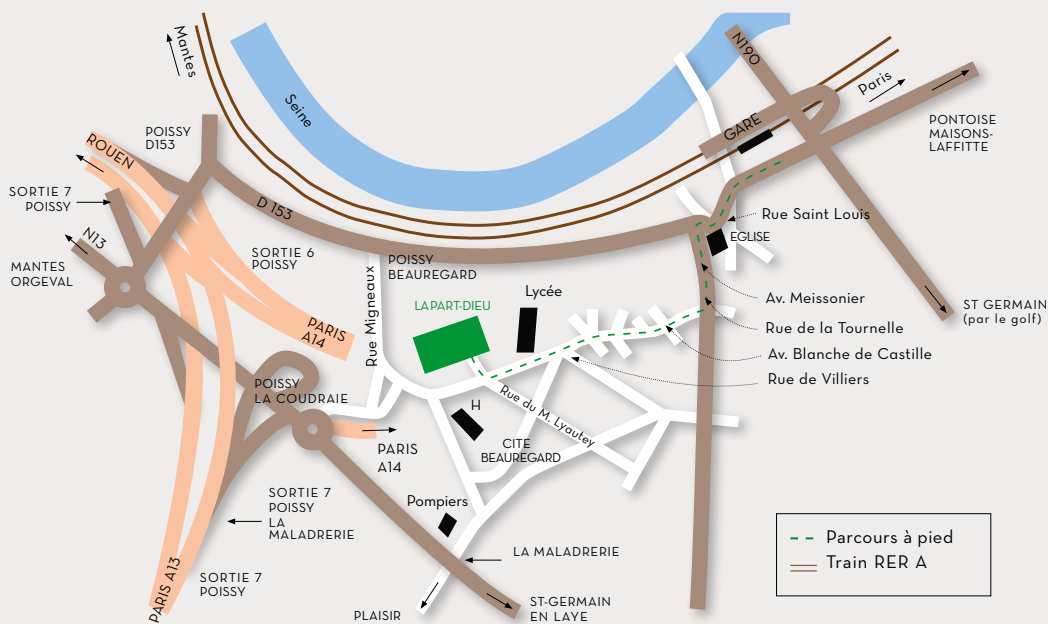 Mantes
Seine
N190
Paris
GARE
PONTOISE
MAISONS-
LAFFITTE
POISSY
D153
ROUEN
SORTIE 7
POISSY
D 153
Rue Saint Louis
EGLISE
N13
MANTES
ORGEVAL
SORTIE 6
POISSY
POISSY
BEAUREGARD
Rue Migneaux
LA PART-DIEU
Lycée
Av. Meissonier
ST GERMAIN
(par le golf)
PARIS
A14
Rue de la Tournelle
Av. Blanche de Castille
Rue de Villiers
POISSY
LA COUDRAIE
H
Rue du M. Lyautey
PARIS
A14
CITE
BEAUREGARD
SORTIE 7
POISSY
LA
MALADRERIE
Pompiers
LA MALADRERIE
Parcours à pied
Train RER A
PARIS A13
SORTIE 7
POISSY
PLAISIR
ST-GERMAIN
EN LAYE